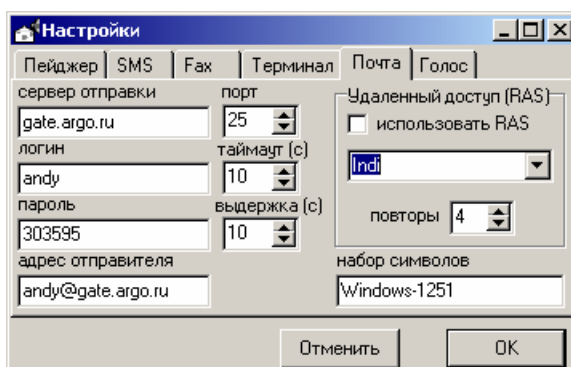 Настройки
Пейджер SMS Fax Терминал Почта Голос
сервер отправки порт Удаленный доступ (RAS)
gate.argo.ru 25 использовать RAS
логин таймаут (с)
andy 10 Indi
пароль выдержка (с)
303595 10 повторы 4
адрес отправителя набор символов
andy@gate.argo.ru Windows-1251
Отменить OK